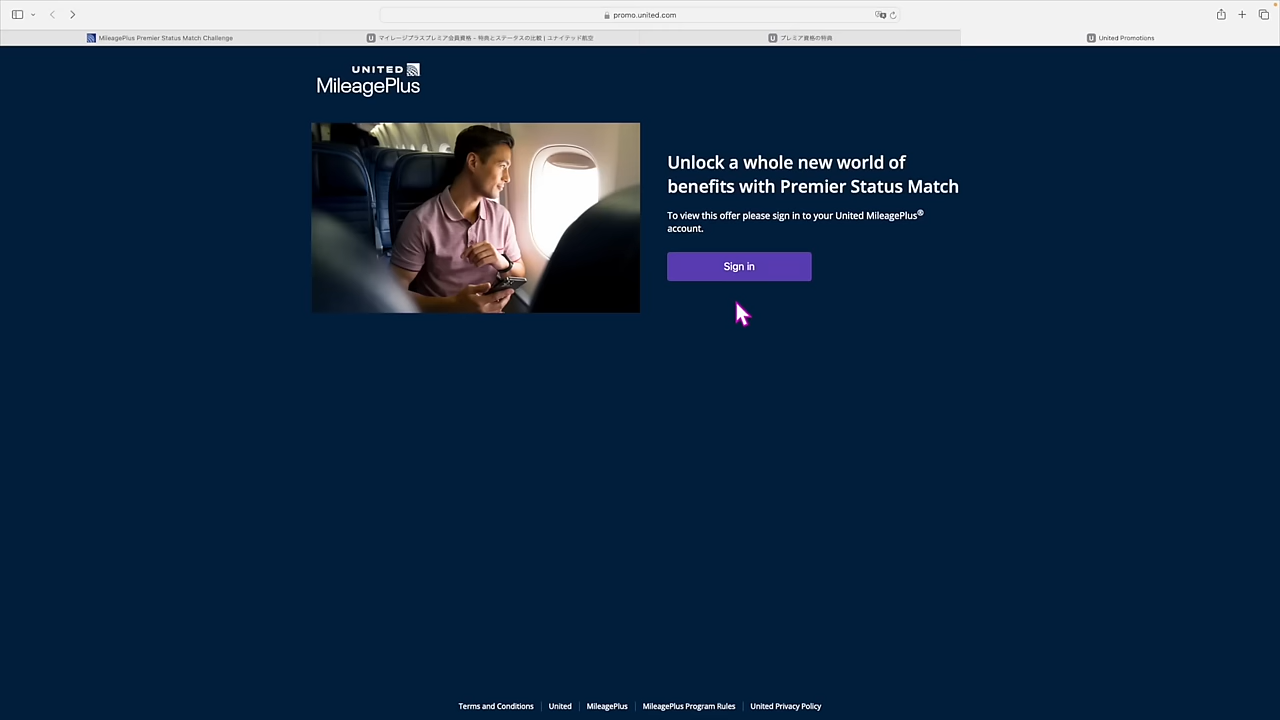 promo.united.com
MileagePlus Premier Status Match Challenge
U マイレージプラスプレミア会員資格 - 特典とステータスの比較 | ユナイテッド航空
U プレミア資格の特典
U United Promotions
UNITED
MileagePlus
Unlock a whole new world of
benefits with Premier Status Match
To view this offer please sign in to your United MileagePlus®
account.
Sign in
Terms and Conditions | United | MileagePlus | MileagePlus Program Rules | United Privacy Policy